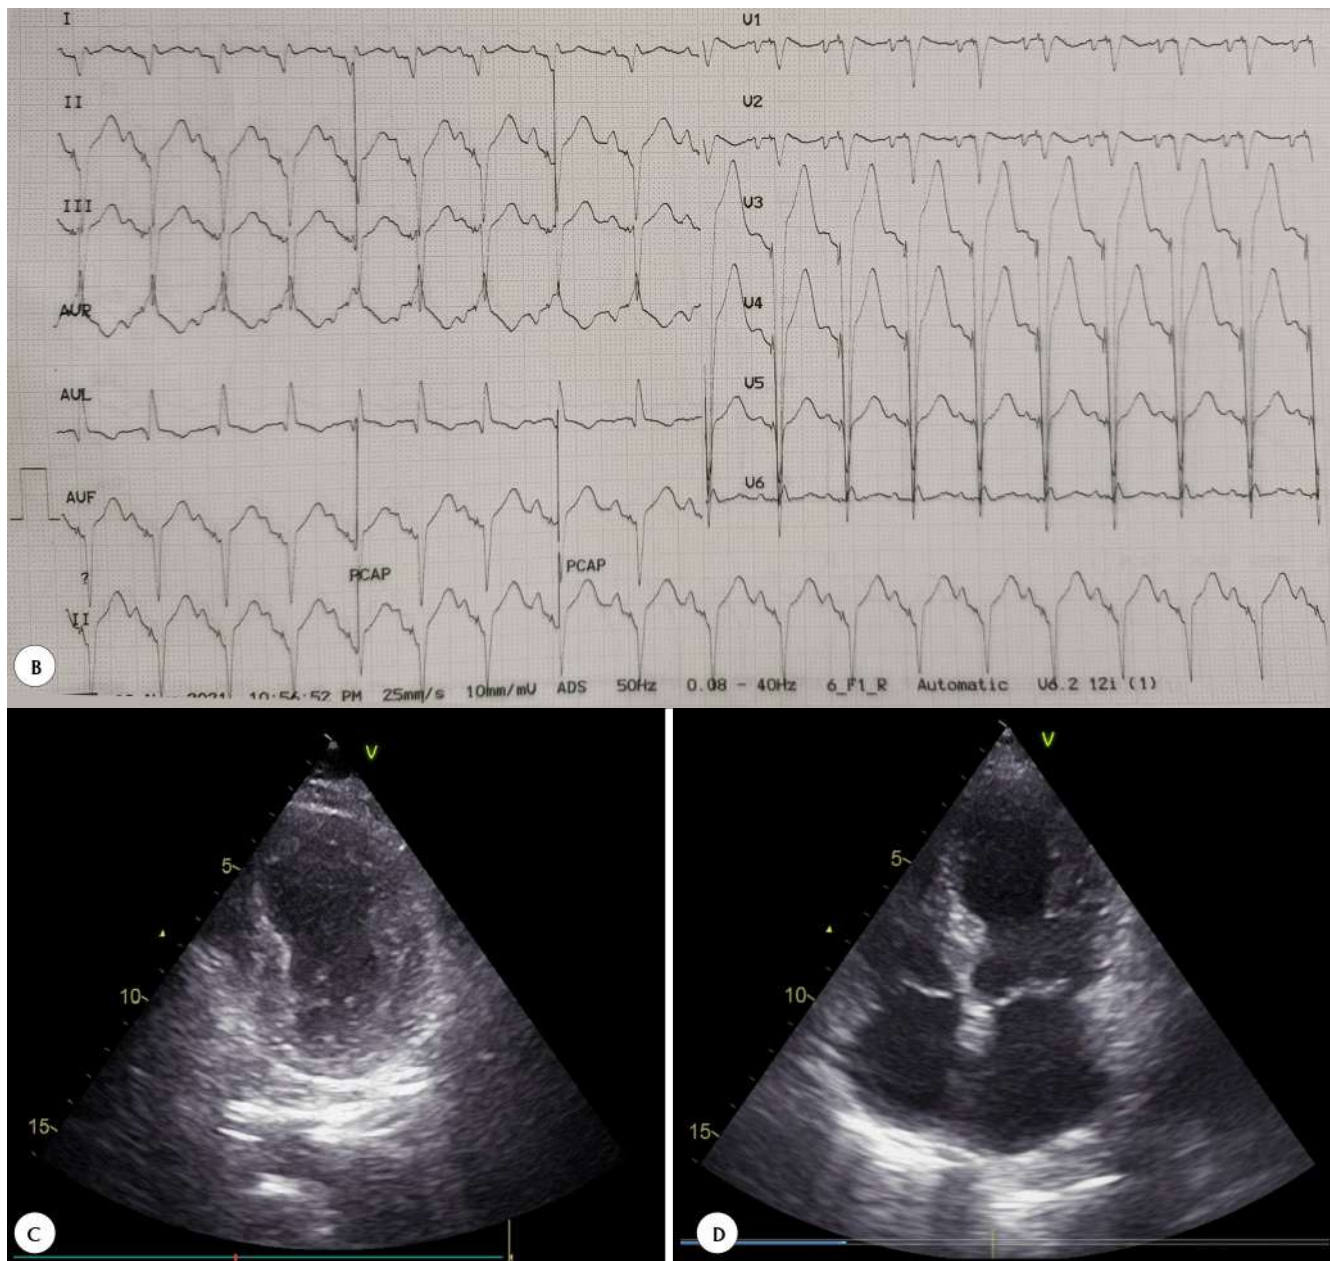 I
V1
II
V2
III
V3
AVR
V4
AVL
V5
AVF
V6
?
PCAP
PCAP
II
B
2021 10:56:52 PM 25mm/s 10mm/mV ADS 50Hz 0.08 - 40Hz 6_F1_R Automatic V6.2 12i (1)
V
5
10
15
C
V
5
10
15
D